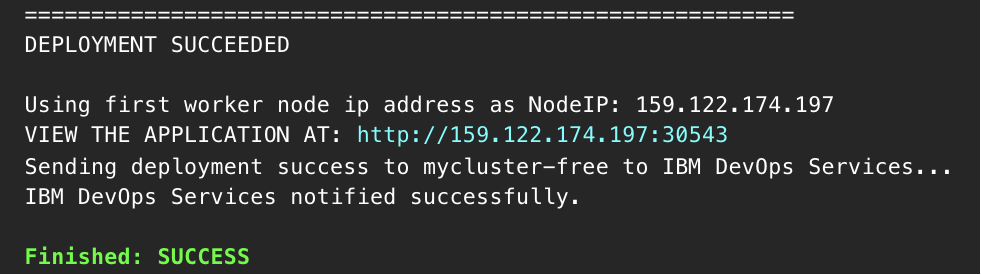 ==========================================================
DEPLOYMENT SUCCEEDED
Using first worker node ip address as NodeIP: 159.122.174.197
VIEW THE APPLICATION AT: http://159.122.174.197:30543
Sending deployment success to mycluster-free to IBM DevOps Services...
IBM DevOps Services notified successfully.
Finished: SUCCESS